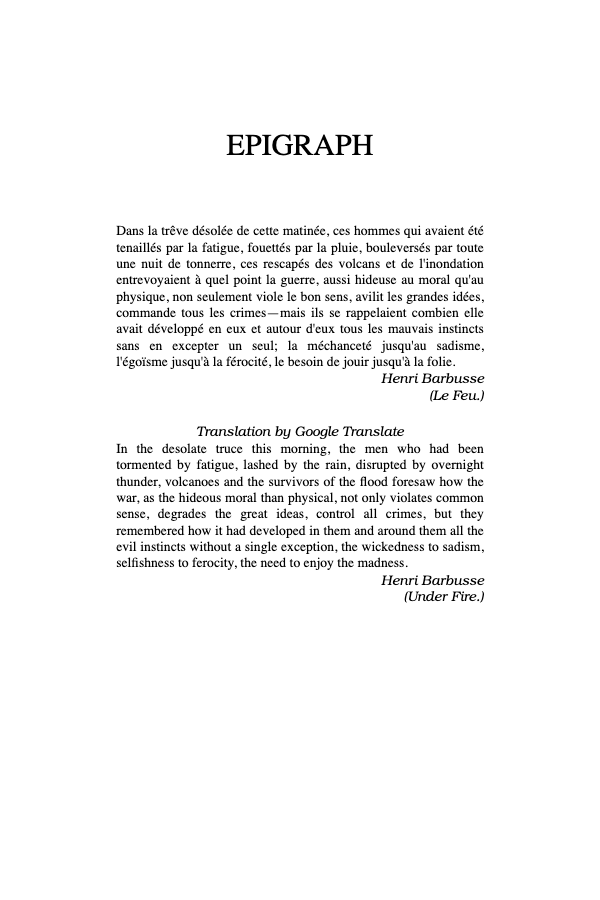 EPIGRAPH
Dans la trêve désolée de cette matinée, ces hommes qui avaient été
tenaillés par la fatigue, fouettés par la pluie, bouleversés par toute
une nuit de tonnerre, ces rescapés des volcans et de l'inondation
entrevoyaient à quel point la guerre, aussi hideuse au moral qu'au
physique, non seulement viole le bon sens, avilit les grandes idées,
commande tous les crimes—mais ils se rappelaient combien elle
avait développé en eux et autour d'eux tous les mauvais instincts
sans en excepter un seul; la méchanceté jusqu'au sadisme,
l'égoïsme jusqu'à la férocité, le besoin de jouir jusqu'à la folie.
Henri Barbusse
(Le Feu.)
Translation by Google Translate
In the desolate truce this morning, the men who had been
tormented by fatigue, lashed by the rain, disrupted by overnight
thunder, volcanoes and the survivors of the flood foresaw how the
war, as the hideous moral than physical, not only violates common
sense, degrades the great ideas, control all crimes, but they
remembered how it had developed in them and around them all the
evil instincts without a single exception, the wickedness to sadism,
selfishness to ferocity, the need to enjoy the madness.
Henri Barbusse
(Under Fire.)